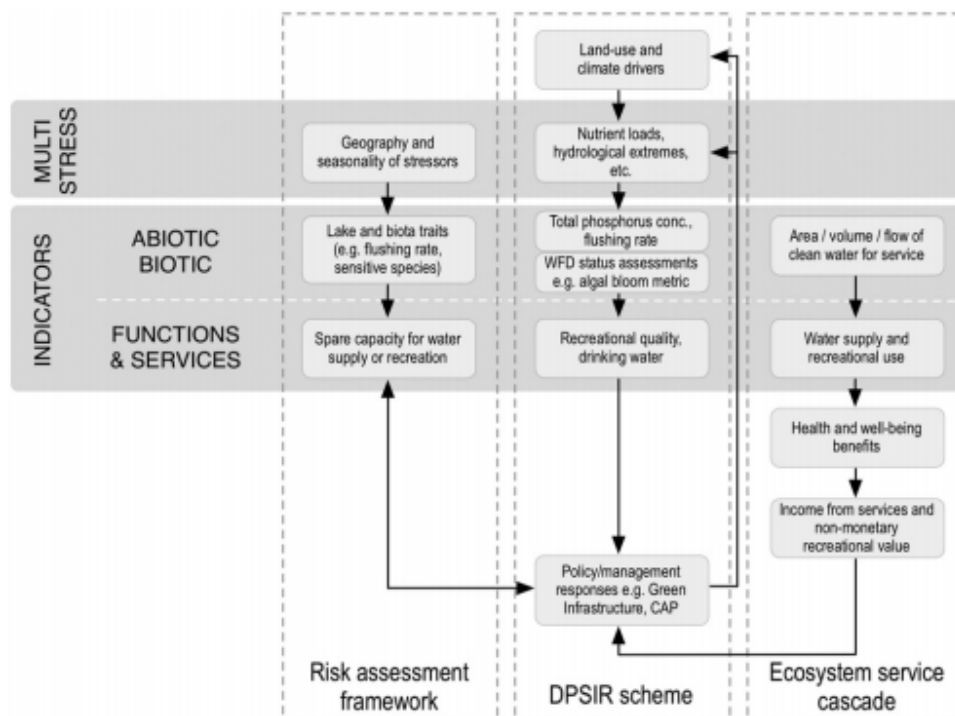 Land-use and
climate drivers
MULTI
STRESS
Geography and
seasonality of stressors
Nutrient loads,
hydrological extremes,
etc.
INDICATORS
ABIOTIC
BIOTIC
Lake and biota traits
(e.g. flushing rate,
sensitive species)
Total phosphorus conc.,
flushing rate
WFD status assessments
e.g. algal bloom metric
Area / volume / flow of
clean water for service
FUNCTIONS
& SERVICES
Spare capacity for water
supply or recreation
Recreational quality,
drinking water
Water supply and
recreational use
Health and well-being
benefits
Income from services and
non-monetary
recreational value
Policy/management
responses e.g. Green
Infrastructure, CAP
Risk assessment
framework
DPSIR scheme
Ecosystem service
cascade